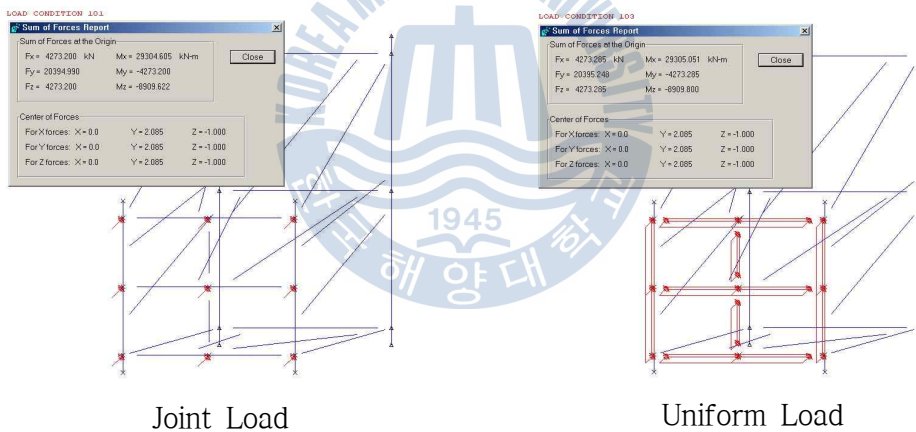 LOAD CONDITION 101
Sum of Forces Report
Sum of Forces at the Origin
Fx = 4273.200 kN Mx = 29304.605 kN-m
Fy = 20394.990 My = -4273.200
Fz = 4273.200 Mz = -8909.622
Close
Center of Forces
For X forces: X = 0.0 Y = 2.085 Z = -1.000
For Y forces: X = 0.0 Y = 2.085 Z = -1.000
For Z forces: X = 0.0 Y = 2.085 Z = -1.000
Joint Load
LOAD CONDITION 103
Sum of Forces Report
Sum of Forces at the Origin
Fx = 4273.285 kN Mx = 29305.051 kN-m
Fy = 20395.248 My = -4273.285
Fz = 4273.285 Mz = -8909.800
Close
Center of Forces
For X forces: X = 0.0 Y = 2.085 Z = -1.000
For Y forces: X = 0.0 Y = 2.085 Z = -1.000
For Z forces: X = 0.0 Y = 2.085 Z = -1.000
Uniform Load
1945
해양대학교